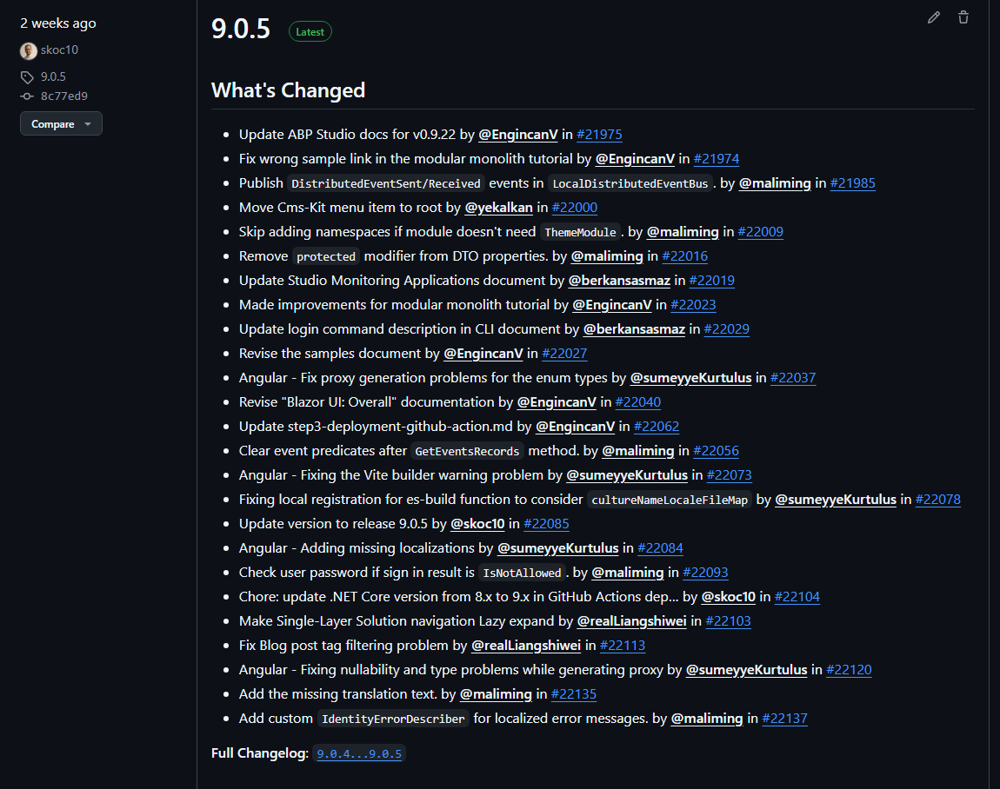 2 weeks ago
skoc10
9.0.5
8c77ed9
Compare
9.0.5 Latest
What's Changed
Update ABP Studio docs for v0.9.22 by @EngincanV in #21975
Fix wrong sample link in the modular monolith tutorial by @EngincanV in #21974
Publish DistributedEventSent/Received events in LocalDistributedEventBus. by @maliming in #21985
Move Cms-Kit menu item to root by @yekalkan in #22000
Skip adding namespaces if module doesn't need ThemeModule. by @maliming in #22009
Remove protected modifier from DTO properties. by @maliming in #22016
Update Studio Monitoring Applications document by @berkansasmaz in #22019
Made improvements for modular monolith tutorial by @EngincanV in #22023
Update login command description in CLI document by @berkansasmaz in #22029
Revise the samples document by @EngincanV in #22027
Angular - Fix proxy generation problems for the enum types by @sumeyyeKurtulus in #22037
Revise "Blazor UI: Overall" documentation by @EngincanV in #22040
Update step3-deployment-github-action.md by @EngincanV in #22062
Clear event predicates after GetEventsRecords method. by @maliming in #22056
Angular - Fixing the Vite builder warning problem by @sumeyyeKurtulus in #22073
Fixing local registration for es-build function to consider cultureNameLocaleFileMap by @sumeyyeKurtulus in #22078
Update version to release 9.0.5 by @skoc10 in #22085
Angular - Adding missing localizations by @sumeyyeKurtulus in #22084
Check user password if sign in result is IsNotAllowed. by @maliming in #22093
Chore: update .NET Core version from 8.x to 9.x in GitHub Actions dep... by @skoc10 in #22104
Make Single-Layer Solution navigation Lazy expand by @realLiangshiwei in #22103
Fix Blog post tag filtering problem by @realLiangshiwei in #22113
Angular - Fixing nullability and type problems while generating proxy by @sumeyyeKurtulus in #22120
Add the missing translation text. by @maliming in #22135
Add custom IdentityErrorDescriber for localized error messages. by @maliming in #22137
Full Changelog: 9.0.4...9.0.5